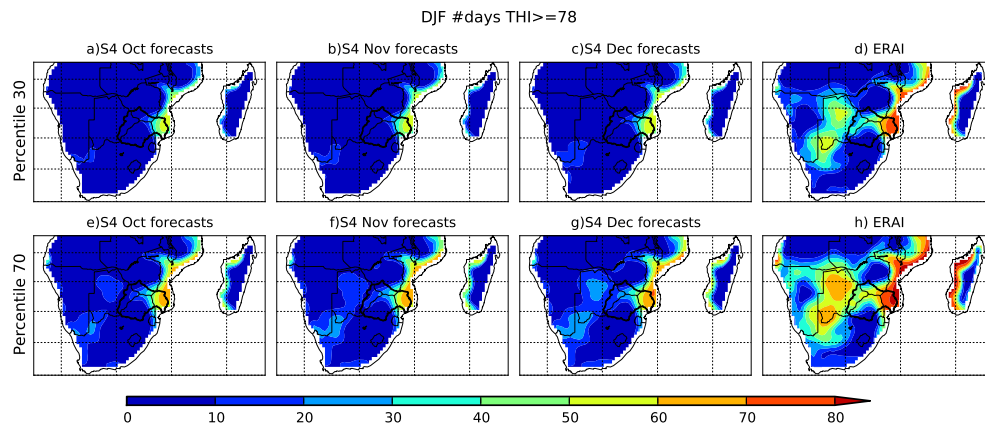 DJF #days THI>=78
a)S4 Oct forecasts
b)S4 Nov forecasts
c)S4 Dec forecasts
d) ERAI
Percentile 30
e)S4 Oct forecasts
f)S4 Nov forecasts
g)S4 Dec forecasts
h) ERAI
Percentile 70
0 10 20 30 40 50 60 70 80